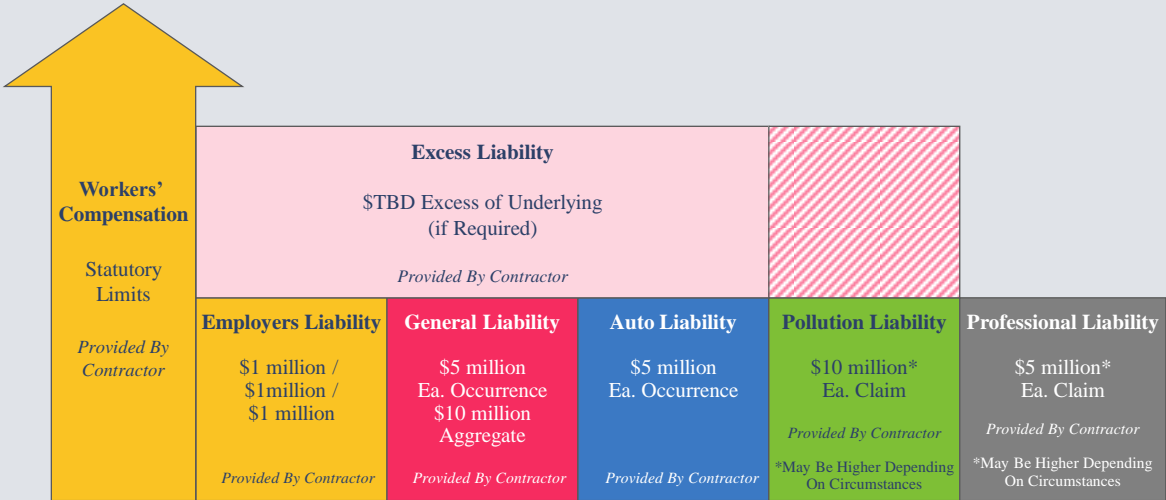 Workers’
Compensation
Statutory
Limits
Provided By
Contractor
Excess Liability
$TBD Excess of Underlying
(if Required)
Provided By Contractor
Employers Liability
$1 million /
$1million /
$1 million
Provided By Contractor
General Liability
$5 million
Ea. Occurrence
$10 million
Aggregate
Provided By Contractor
Auto Liability
$5 million
Ea. Occurrence
Provided By Contractor
Pollution Liability
$10 million*
Ea. Claim
Provided By Contractor
*May Be Higher Depending
On Circumstances
Professional Liability
$5 million*
Ea. Claim
Provided By Contractor
*May Be Higher Depending
On Circumstances